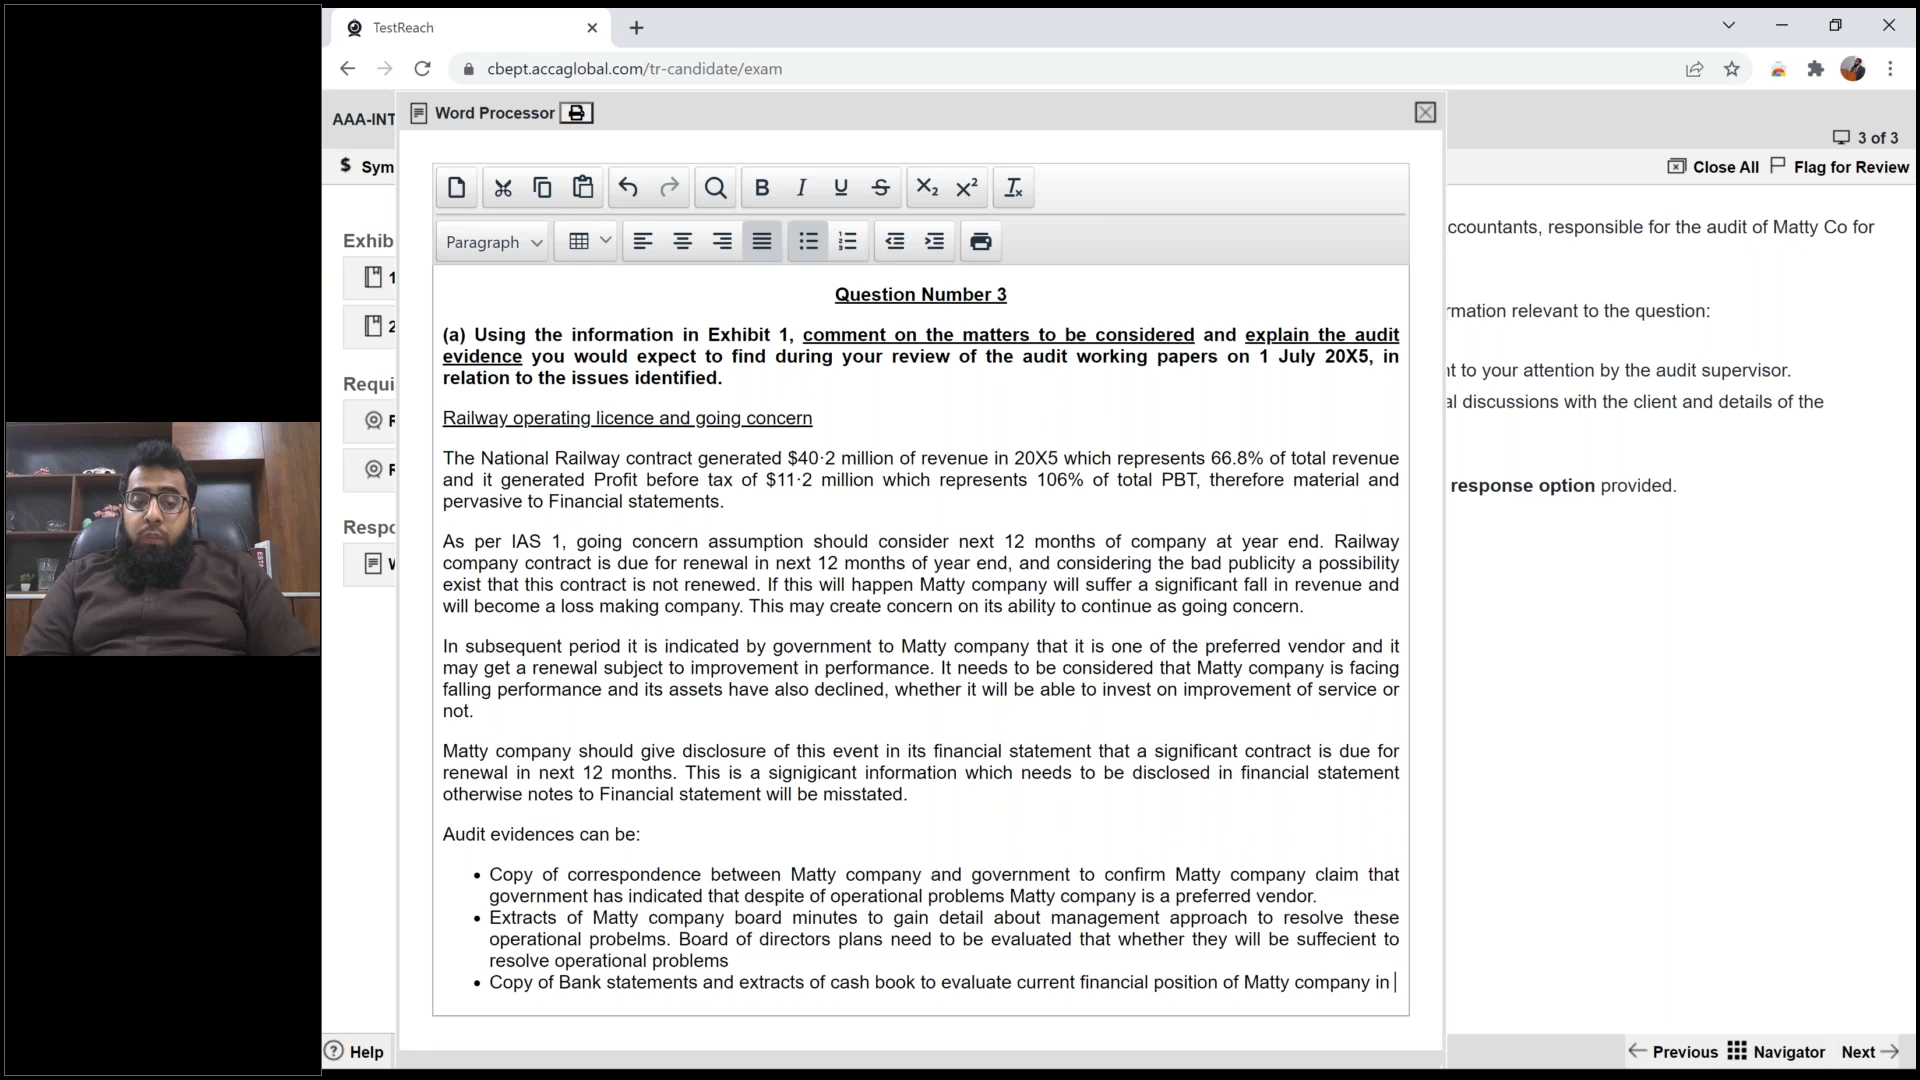 TestReach
cbept.accaglobal.com/tr-candidate/exam
AAA-INT
Word Processor
3 of 3
$ Sym
Close All
Flag for Review
Paragraph
Exhib
1
2
Requi
R
R
Respo
W
Question Number 3
(a) Using the information in Exhibit 1, comment on the matters to be considered and explain the audit
evidence you would expect to find during your review of the audit working papers on 1 July 20X5, in
relation to the issues identified.
Railway operating licence and going concern
The National Railway contract generated $40·2 million of revenue in 20X5 which represents 66.8% of total revenue
and it generated Profit before tax of $11·2 million which represents 106% of total PBT, therefore material and
pervasive to Financial statements.
As per IAS 1, going concern assumption should consider next 12 months of company at year end. Railway
company contract is due for renewal in next 12 months of year end, and considering the bad publicity a possibility
exist that this contract is not renewed. If this will happen Matty company will suffer a significant fall in revenue and
will become a loss making company. This may create concern on its ability to continue as going concern.
In subsequent period it is indicated by government to Matty company that it is one of the preferred vendor and it
may get a renewal subject to improvement in performance. It needs to be considered that Matty company is facing
falling performance and its assets have also declined, whether it will be able to invest on improvement of service or
not.
Matty company should give disclosure of this event in its financial statement that a significant contract is due for
renewal in next 12 months. This is a signigicant information which needs to be disclosed in financial statement
otherwise notes to Financial statement will be misstated.
Audit evidences can be:
• Copy of correspondence between Matty company and government to confirm Matty company claim that
government has indicated that despite of operational problems Matty company is a preferred vendor.
• Extracts of Matty company board minutes to gain detail about management approach to resolve these
operational probelms. Board of directors plans need to be evaluated that whether they will be suffecient to
resolve operational problems
• Copy of Bank statements and extracts of cash book to evaluate current financial position of Matty company in
ccountants, responsible for the audit of Matty Co for
rmation relevant to the question:
nt to your attention by the audit supervisor.
al discussions with the client and details of the
response option provided.
Help
Previous
Navigator
Next